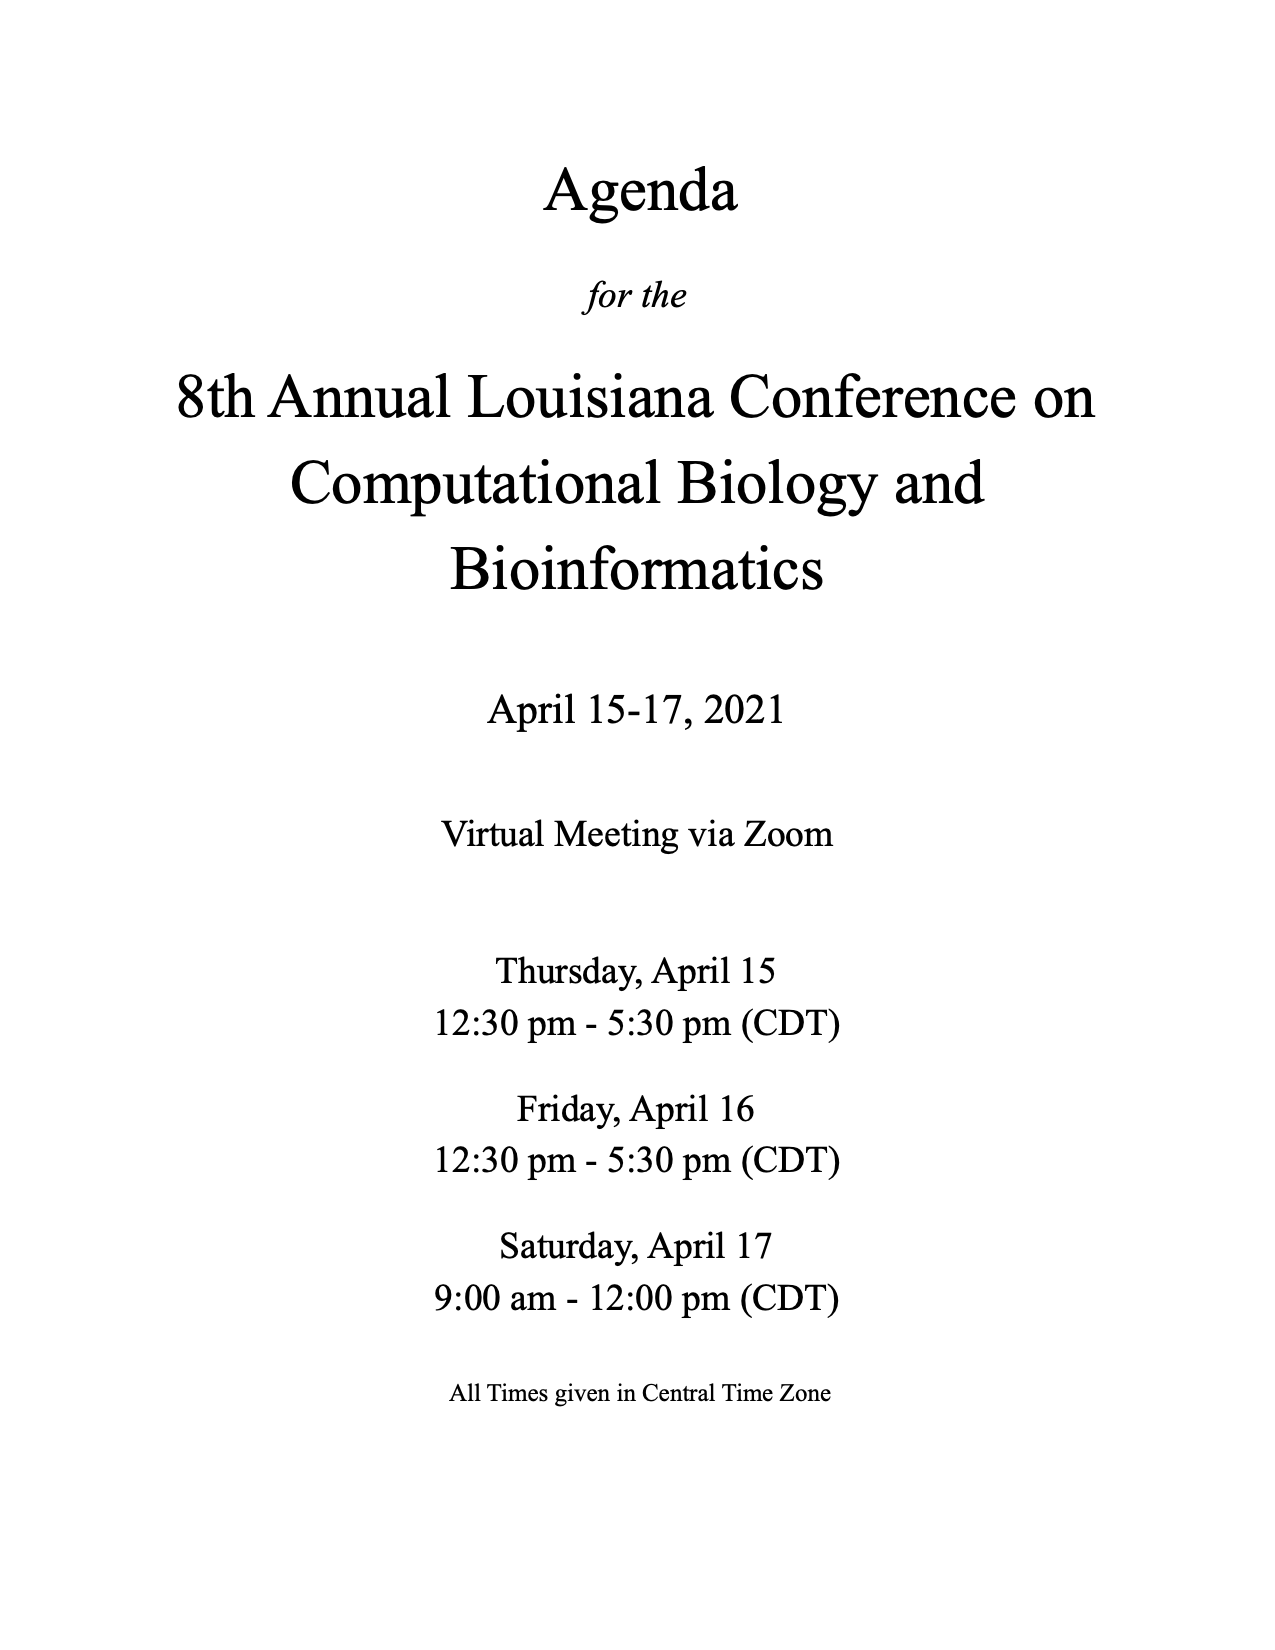 Agenda
for the
8th Annual Louisiana Conference on
Computational Biology and
Bioinformatics
April 15-17, 2021
Virtual Meeting via Zoom
Thursday, April 15
12:30 pm - 5:30 pm (CDT)
Friday, April 16
12:30 pm - 5:30 pm (CDT)
Saturday, April 17
9:00 am - 12:00 pm (CDT)
All Times given in Central Time Zone